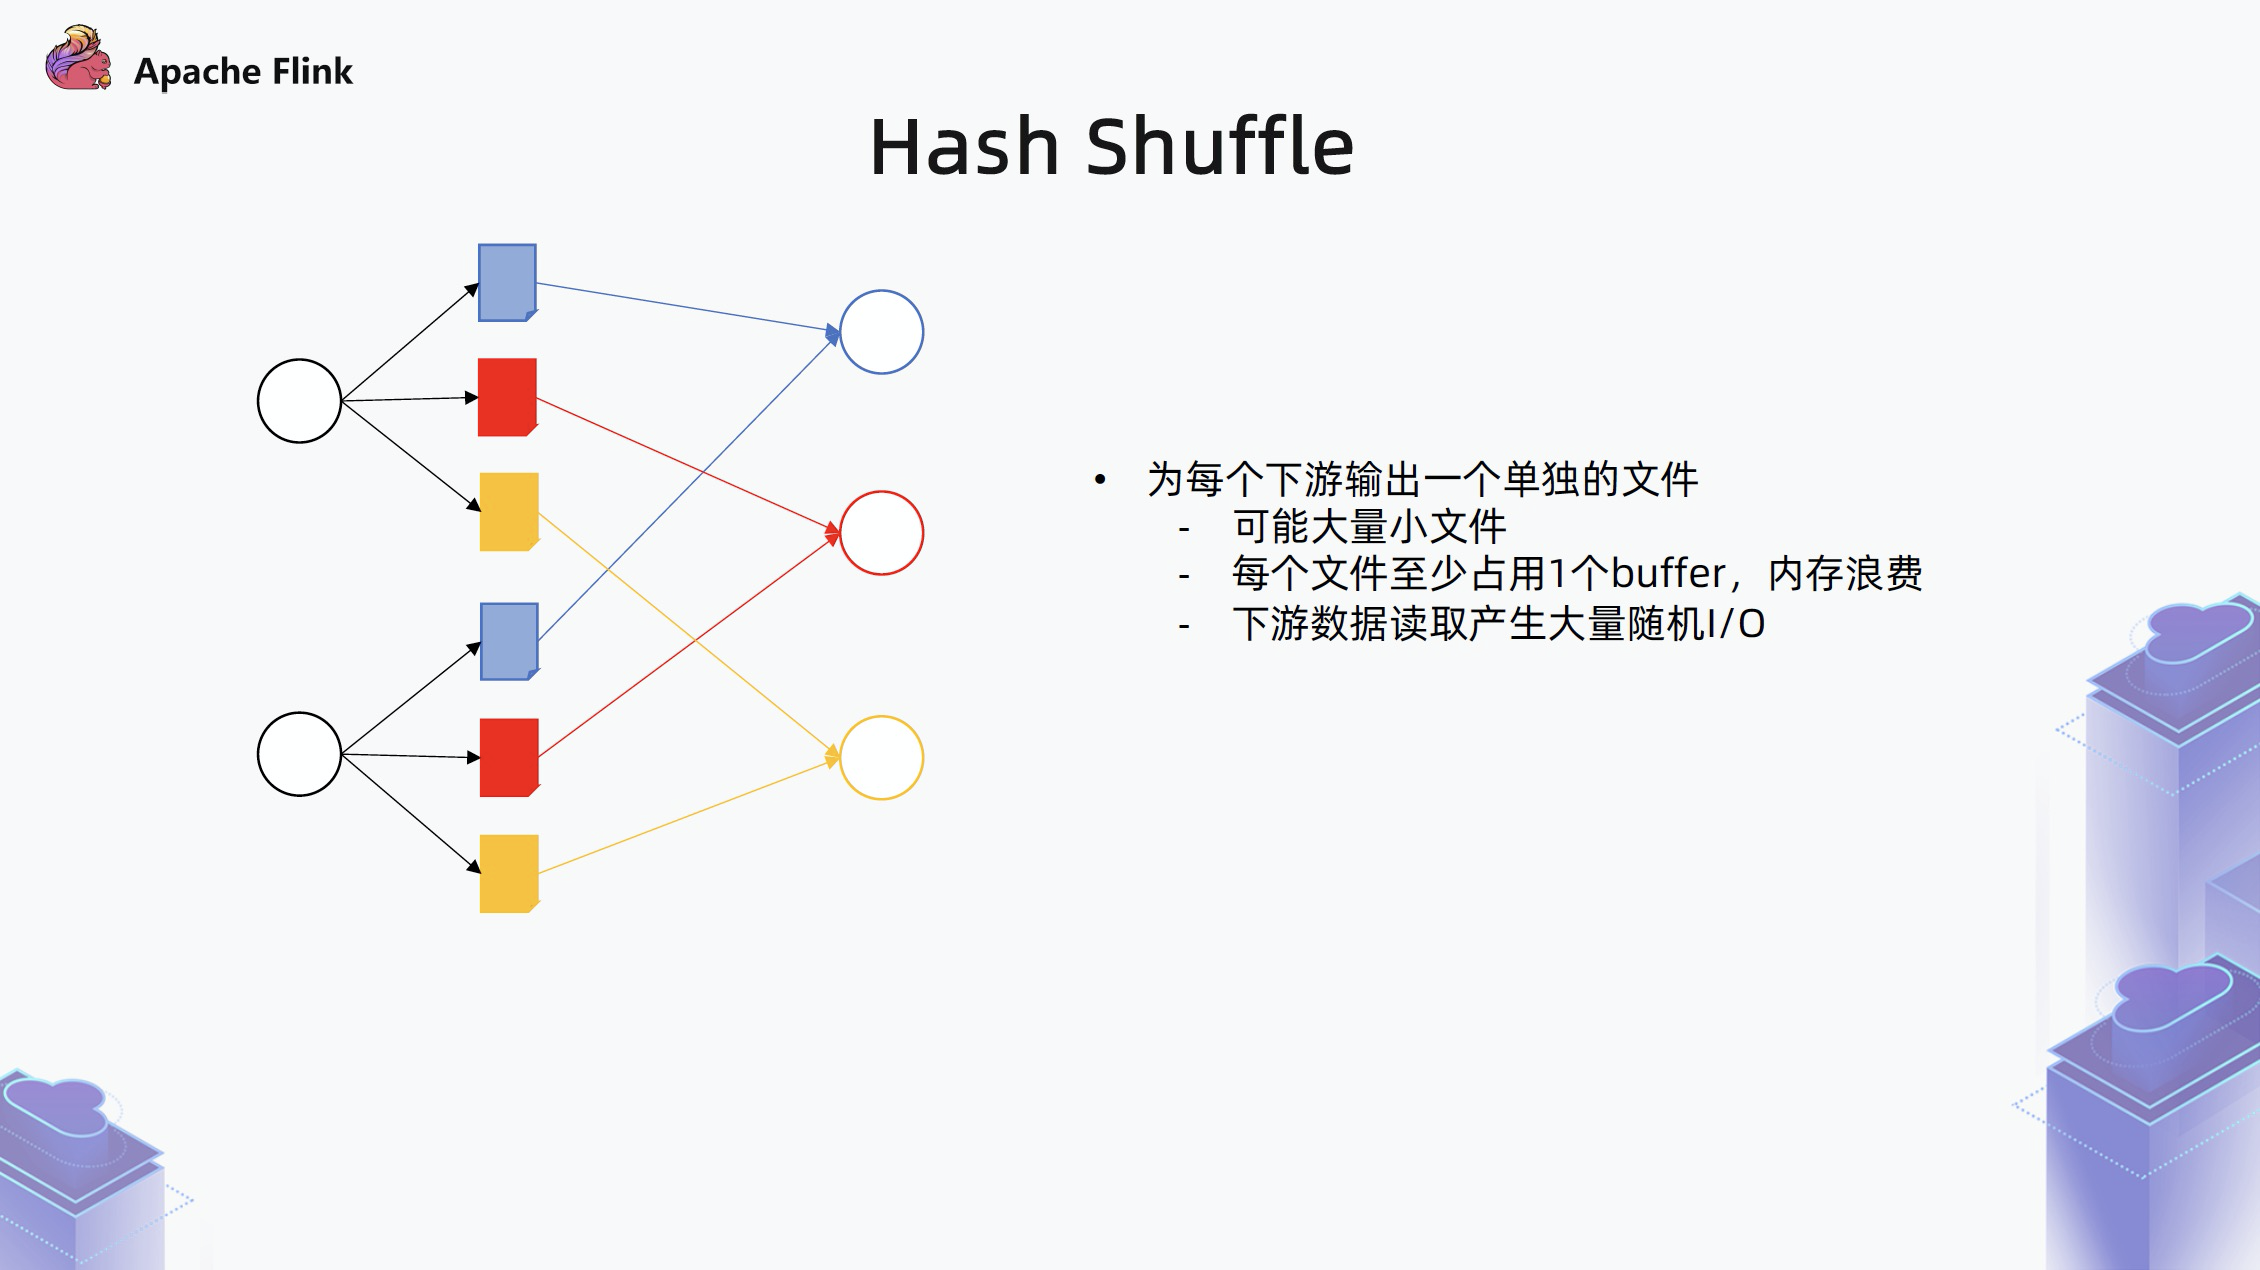 Apache Flink
Hash Shuffle
• 为每个下游输出一个单独的文件
- 可能大量小文件
- 每个文件至少占用1个buffer，内存浪费
- 下游数据读取产生大量随机I/O